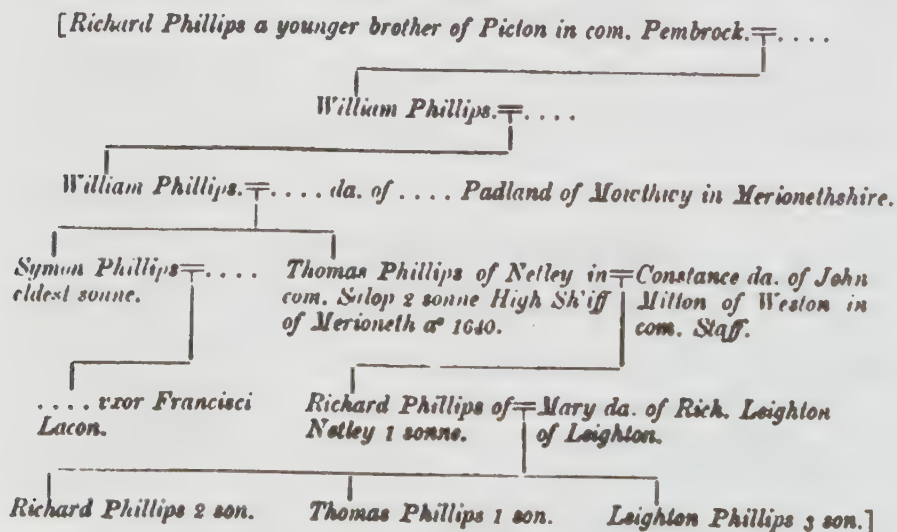 [Richard Phillips a younger brother of Picton in com. Pembrock.=. . . .
William Phillips.=. . . .
William Phillips.=. . . . da. of . . . . Padland of Mowthwy in Merionethshire.
Symon Phillips=. . . .
eldest sonne.
Thomas Phillips of Netley in
com. Salop 2 sonne High Sh'iff
of Merioneth aº 1640.
=Constance da. of John
Mitton of Weston in
com. Staff.
. . . . vxor Francisci
Lacon.
Richard Phillips of
Netley 1 sonne.
=Mary da. of Rich. Leighton
of Leighton.
Richard Phillips 2 son.
Thomas Phillips 1 son.
Leighton Phillips 3 son.]